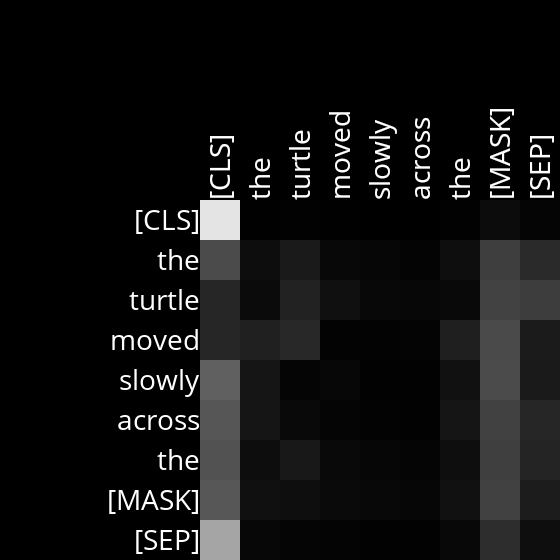 [CLS] the turtle moved slowly across the [MASK] [SEP]
[CLS]
the
turtle
moved
slowly
across
the
[MASK]
[SEP]